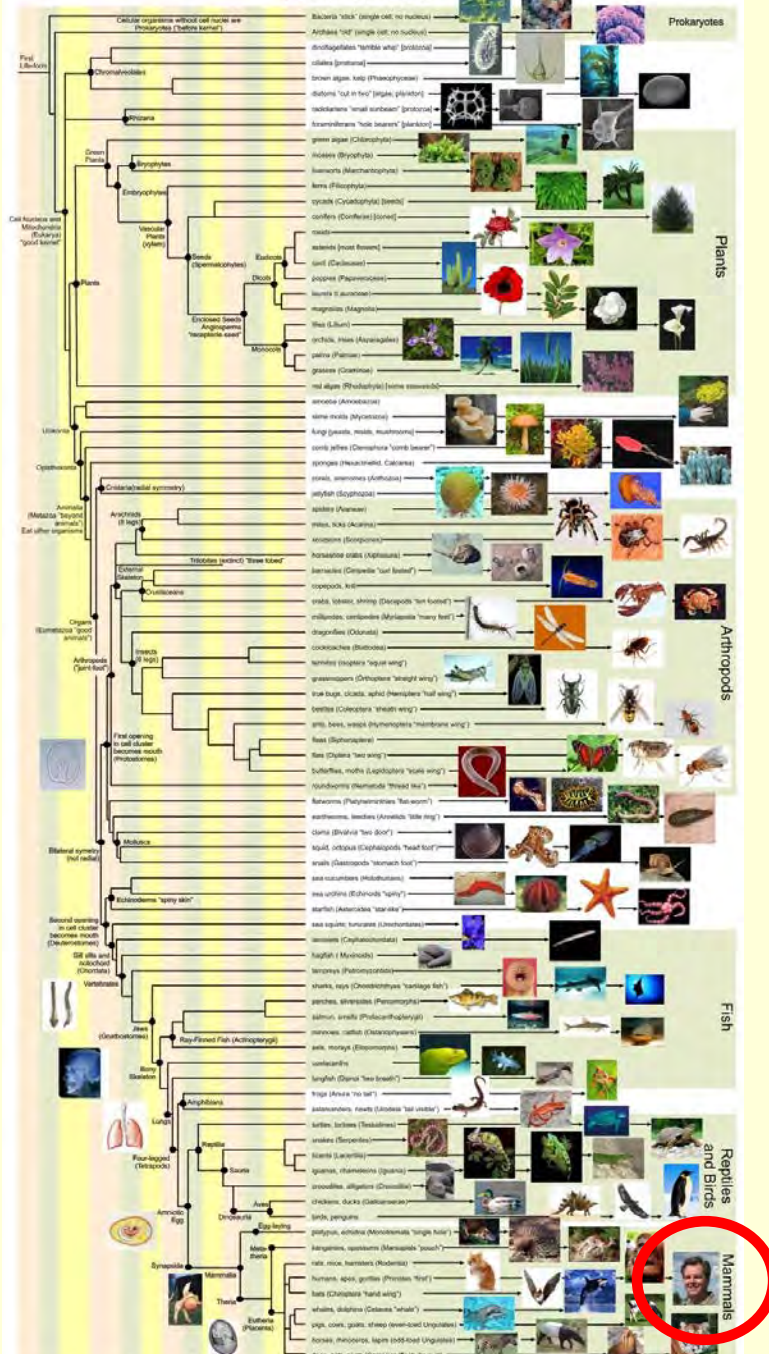 Cellular organisms without cell nuclei are
Prokaryotes ("before kernel")
Bacteria "stick" (single cell; no nucleus)
Archaea "old" (single cell; no nucleus)
Prokaryotes
First
Life-form
dinoflagellates "terrible whip" [protozoa]
ciliates [protozoa]
Chromalveolates
brown algae, kelp (Phaeophyceae)
diatoms "cut in two" [algae, plankton]
radiolarians "small sunbeam" [protozoa]
Rhizaria
foraminiferans "hole bearers" [plankton]
green algae (Chlorophyta)
Green
Plants
mosses (Bryophyta)
Bryophytes
liverworts (Marchantiophyta)
Embryophytes
ferns (Filicophyta)
cycads (Cycadophyta) [seeds]
conifers (Coniferae) [cones]
Cell Nucleus and
Mitochondria
(Eukarya)
"good kernel"
Vascular
Plants
(xylem)
Plants
rosids
asterids [most flowers]
Eudicots
Seeds
(Spermatophytes)
cacti (Cactaceae)
Dicots
poppies (Papaveraceae)
laurels (Lauraceae)
Plants
magnolias (Magnolia)
Enclosed Seeds
Angiosperms
"receptacle-seed"
lilies (Lilium)
orchids, irises (Asparagales)
Monocots
palms (Palmae)
grasses (Gramineae)
red algae (Rhodophyta) [some seaweeds]
amoeba (Amoebozoa)
slime molds (Mycetozoa)
Unikonta
fungi [yeasts, molds, mushrooms]
comb jellies (Ctenophora "comb bearer")
Opisthokonta
sponges (Hexactinellid, Calcarea)
corals, anemones (Anthozoa)
Cnidaria(radial symmetry)
jellyfish (Scyphozoa)
Animalia
(Metazoa "beyond
animals")
Eat other organisms
spiders (Araneae)
Arachnids
(8 legs)
mites, ticks (Acarina)
scorpions (Scorpiones)
horseshoe crabs (Xiphosura)
Trilobites (extinct) "three lobed"
barnacles (Cirripedia "curl footed")
External
Skeleton
copepods, krill
Crustaceans
crabs, lobster, shrimp (Decapods "ten footed")
Organs
(Eumetazoa "good
animals")
millipedes, centipedes (Myriapoda "many feet")
dragonflies (Odonata)
Arthropods
Insects
(6 legs)
cockroaches (Blattodea)
Arthropods
("joint-foot")
termites (Isoptera "equal wing")
grasshoppers (Orthoptera "straight wing")
true bugs, cicada, aphid (Hemiptera "half wing")
beetles (Coleoptera "sheath wing")
ants, bees, wasps (Hymenoptera "membrane wing")
First opening
in cell cluster
becomes mouth
(Protostomes)
fleas (Siphonaptera)
flies (Diptera "two wing")
butterflies, moths (Lepidoptera "scale wing")
roundworms (Nematoda "thread like")
flatworms (Platyhelminthes "flat-worm")
earthworms, leeches (Annelids "little ring")
clams (Bivalvia "two door")
Bilateral symetry
(not radial)
Mollusca
squid, octopus (Cephalopods "head foot")
snails (Gastropods "stomach foot")
sea cucumbers (Holothurians)
Echinoderms "spiny skin"
sea urchins (Echinoids "spiny")
starfish (Asteroidea "star-like")
Second opening
in cell cluster
becomes mouth
(Deuterostomes)
sea squirts, tunicates (Urochordates)
lancelets (Cephalochordata)
Gill slits and
notochord
(Chordata)
hagfish (Myxinoids)
Vertebrates
lampreys (Petromyzontids)
sharks, rays (Chondrichthyes "cartilage fish")
perches, silversides (Percomorphs)
Fish
Jaws
(Gnathostomes)
salmon, smelts (Protacanthopterygii)
minnows, catfish (Ostariophysans)
Ray-Finned Fish (Actinopterygii)
eels, morays (Elopomorpha)
Bony
Skeleton
coelacanths
lungfish (Dipnoi "two breath")
frogs (Anura "no tail")
Amphibians
salamanders, newts (Urodela "tail visible")
Lungs
turtles, tortises (Testudines)
Reptilia
snakes (Serpentes)
Four-legged
(Tetrapods)
lizards (Lacertilia)
Sauria
iguanas, chameleons (Iguania)
Reptiles
and Birds
crocodiles, alligators (Crocodilia)
Aves
chickens, ducks (Galloanserae)
Amniotic
Egg
Dinosauria
birds, penguins
Egg-laying
platypus, echidna (Monotremata "single hole")
Meta-
theria
kangaroos, opossums (Marsupials "pouch")
rats, mice, hamsters (Rodentia)
Synapsida
Mammalia
humans, apes, gorillas (Primates "first")
Mammals
bats (Chiroptera "hand wing")
Theria
whales, dolphins (Cetacea "whale")
Eutheria
(Placenta)
pigs, cows, goats, sheep (even-toed Ungulates)
horses, rhinoceros, tapirs (odd-toed Ungulates)